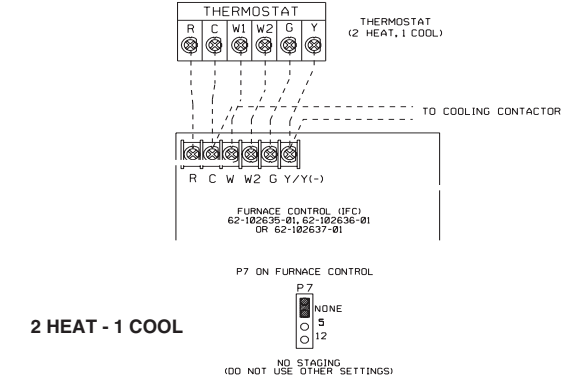 THERMOSTAT
R C W1 W2 G Y
THERMOSTAT
(2 HEAT, 1 COOL)
TO COOLING CONTACTOR
R C W W2 G Y/Y(-)
FURNACE CONTROL (IFC)
62-102635-01, 62-102636-01
OR 62-102637-01
P7 ON FURNACE CONTROL
P7
NONE
5
12
2 HEAT - 1 COOL
NO STAGING
(DO NOT USE OTHER SETTINGS)